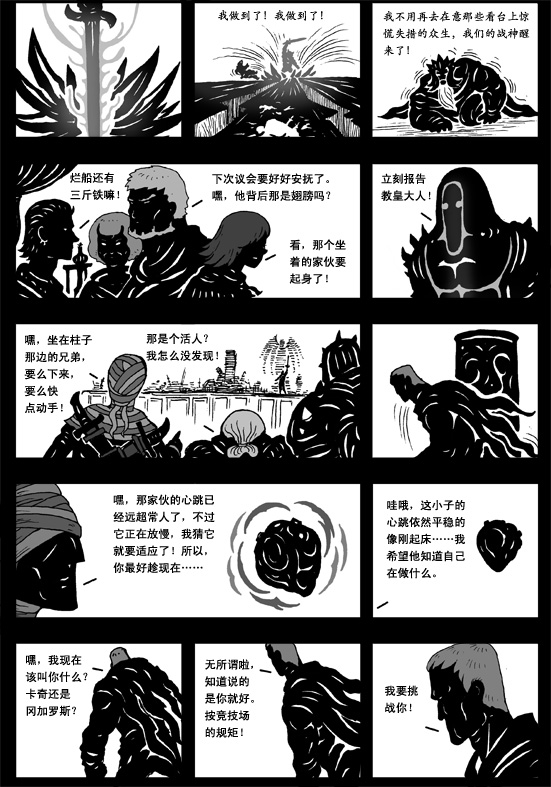 我做到了！我做到了！
我不用再去在意那些看台上惊
慌失措的众生，我们的战神醒
来了！
烂船还有
三斤铁嘛！
下次议会要好好安抚了。
嘿，他背后那是翅膀吗？
看，那个坐
着的家伙要
起身了！
立刻报告
教皇大人！
嘿，坐在柱子
那边的兄弟，
要么下来，
要么快
点动手！
那是个活人？
我怎么没发现！
嘿，那家伙的心跳已
经远超常人了，不过
它正在放慢，我猜它
就要适应了！所以，
你最好趁现在……
哇哦，这小子的
心跳依然平稳的
像刚起床……我
希望他知道自己
在做什么。
嘿，我现在
该叫你什么？
卡奇还是
冈加罗斯？
无所谓啦，
知道说的
是你就好。
按竞技场
的规矩！
我要挑
战你！